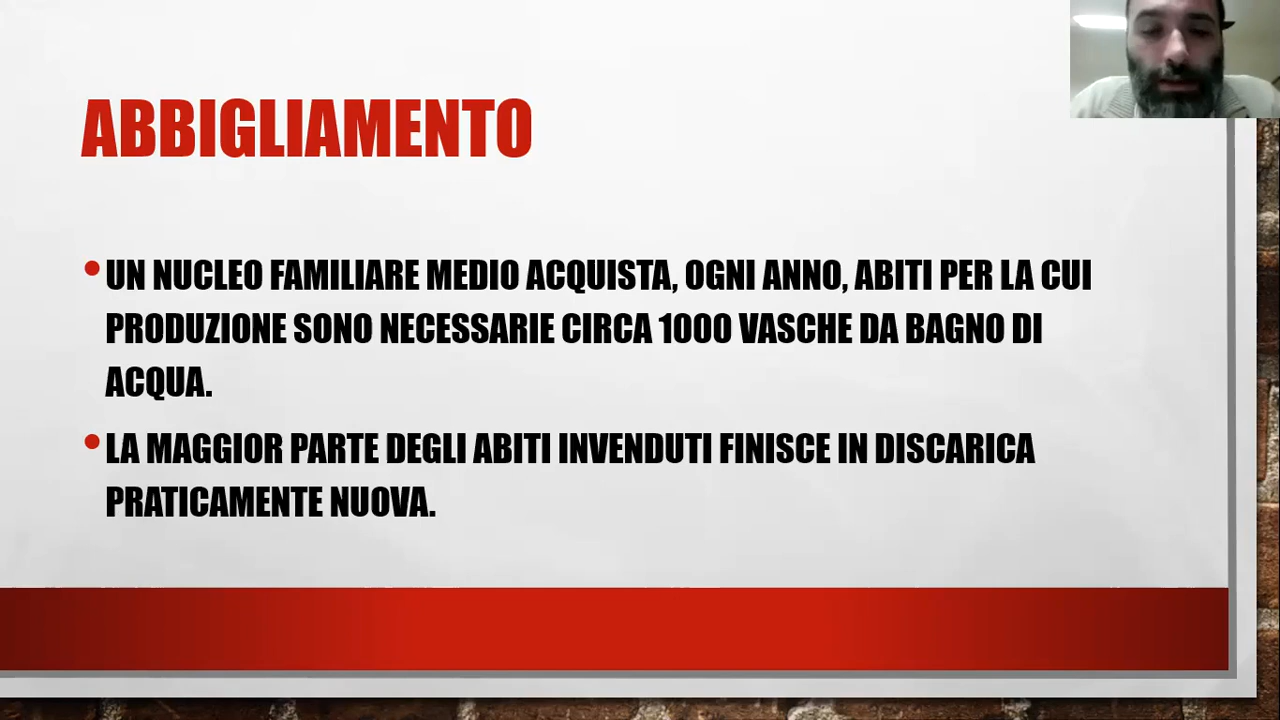 ABBIGLIAMENTO
•UN NUCLEO FAMILIARE MEDIO ACQUISTA, OGNI ANNO, ABITI PER LA CUI
PRODUZIONE SONO NECESSARIE CIRCA 1000 VASCHE DA BAGNO DI
ACQUA.
•LA MAGGIOR PARTE DEGLI ABITI INVENDUTI FINISCE IN DISCARICA
PRATICAMENTE NUOVA.